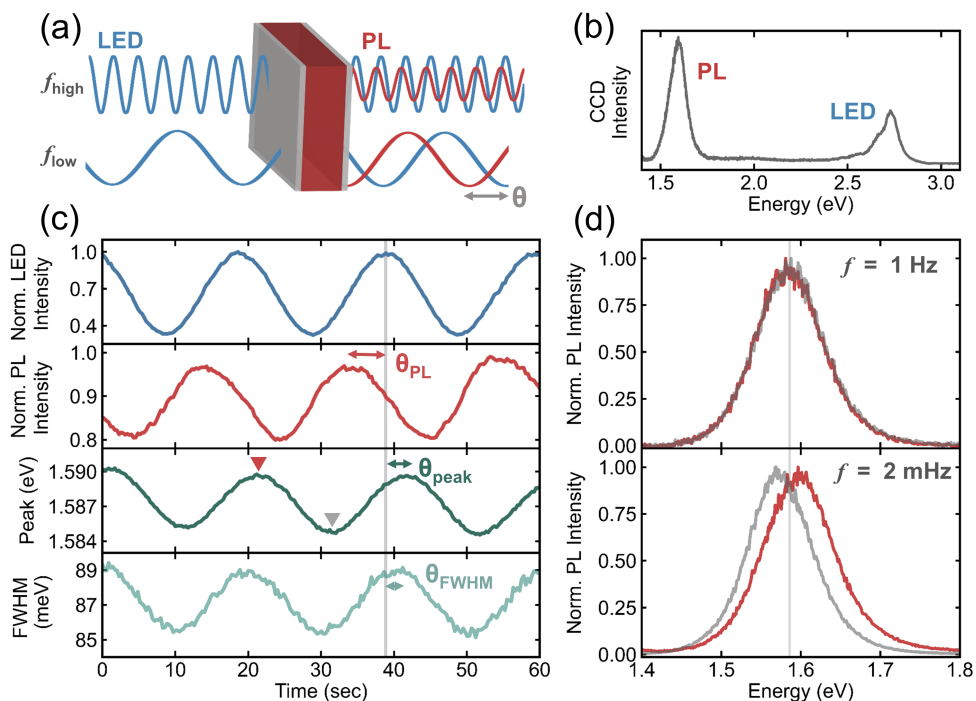 (a)
LED
PL
fhigh
flow
θ
(b)
CCD
Intensity
PL
LED
1.5
2.0
2.5
3.0
Energy (eV)
(c)
Norm. LED
Intensity
1.0
0.7
0.4
Norm. PL
Intensity
1.0
0.9
0.8
θPL
Peak (eV)
1.590
1.587
1.584
θpeak
FWHM
(meV)
89
87
85
θFWHM
0
10
20
30
40
50
60
Time (sec)
(d)
Norm. PL Intensity
1.00
0.75
0.50
0.25
0.00
f = 1 Hz
Norm. PL Intensity
1.00
0.75
0.50
0.25
0.00
f = 2 mHz
1.4
1.5
1.6
1.7
1.8
Energy (eV)